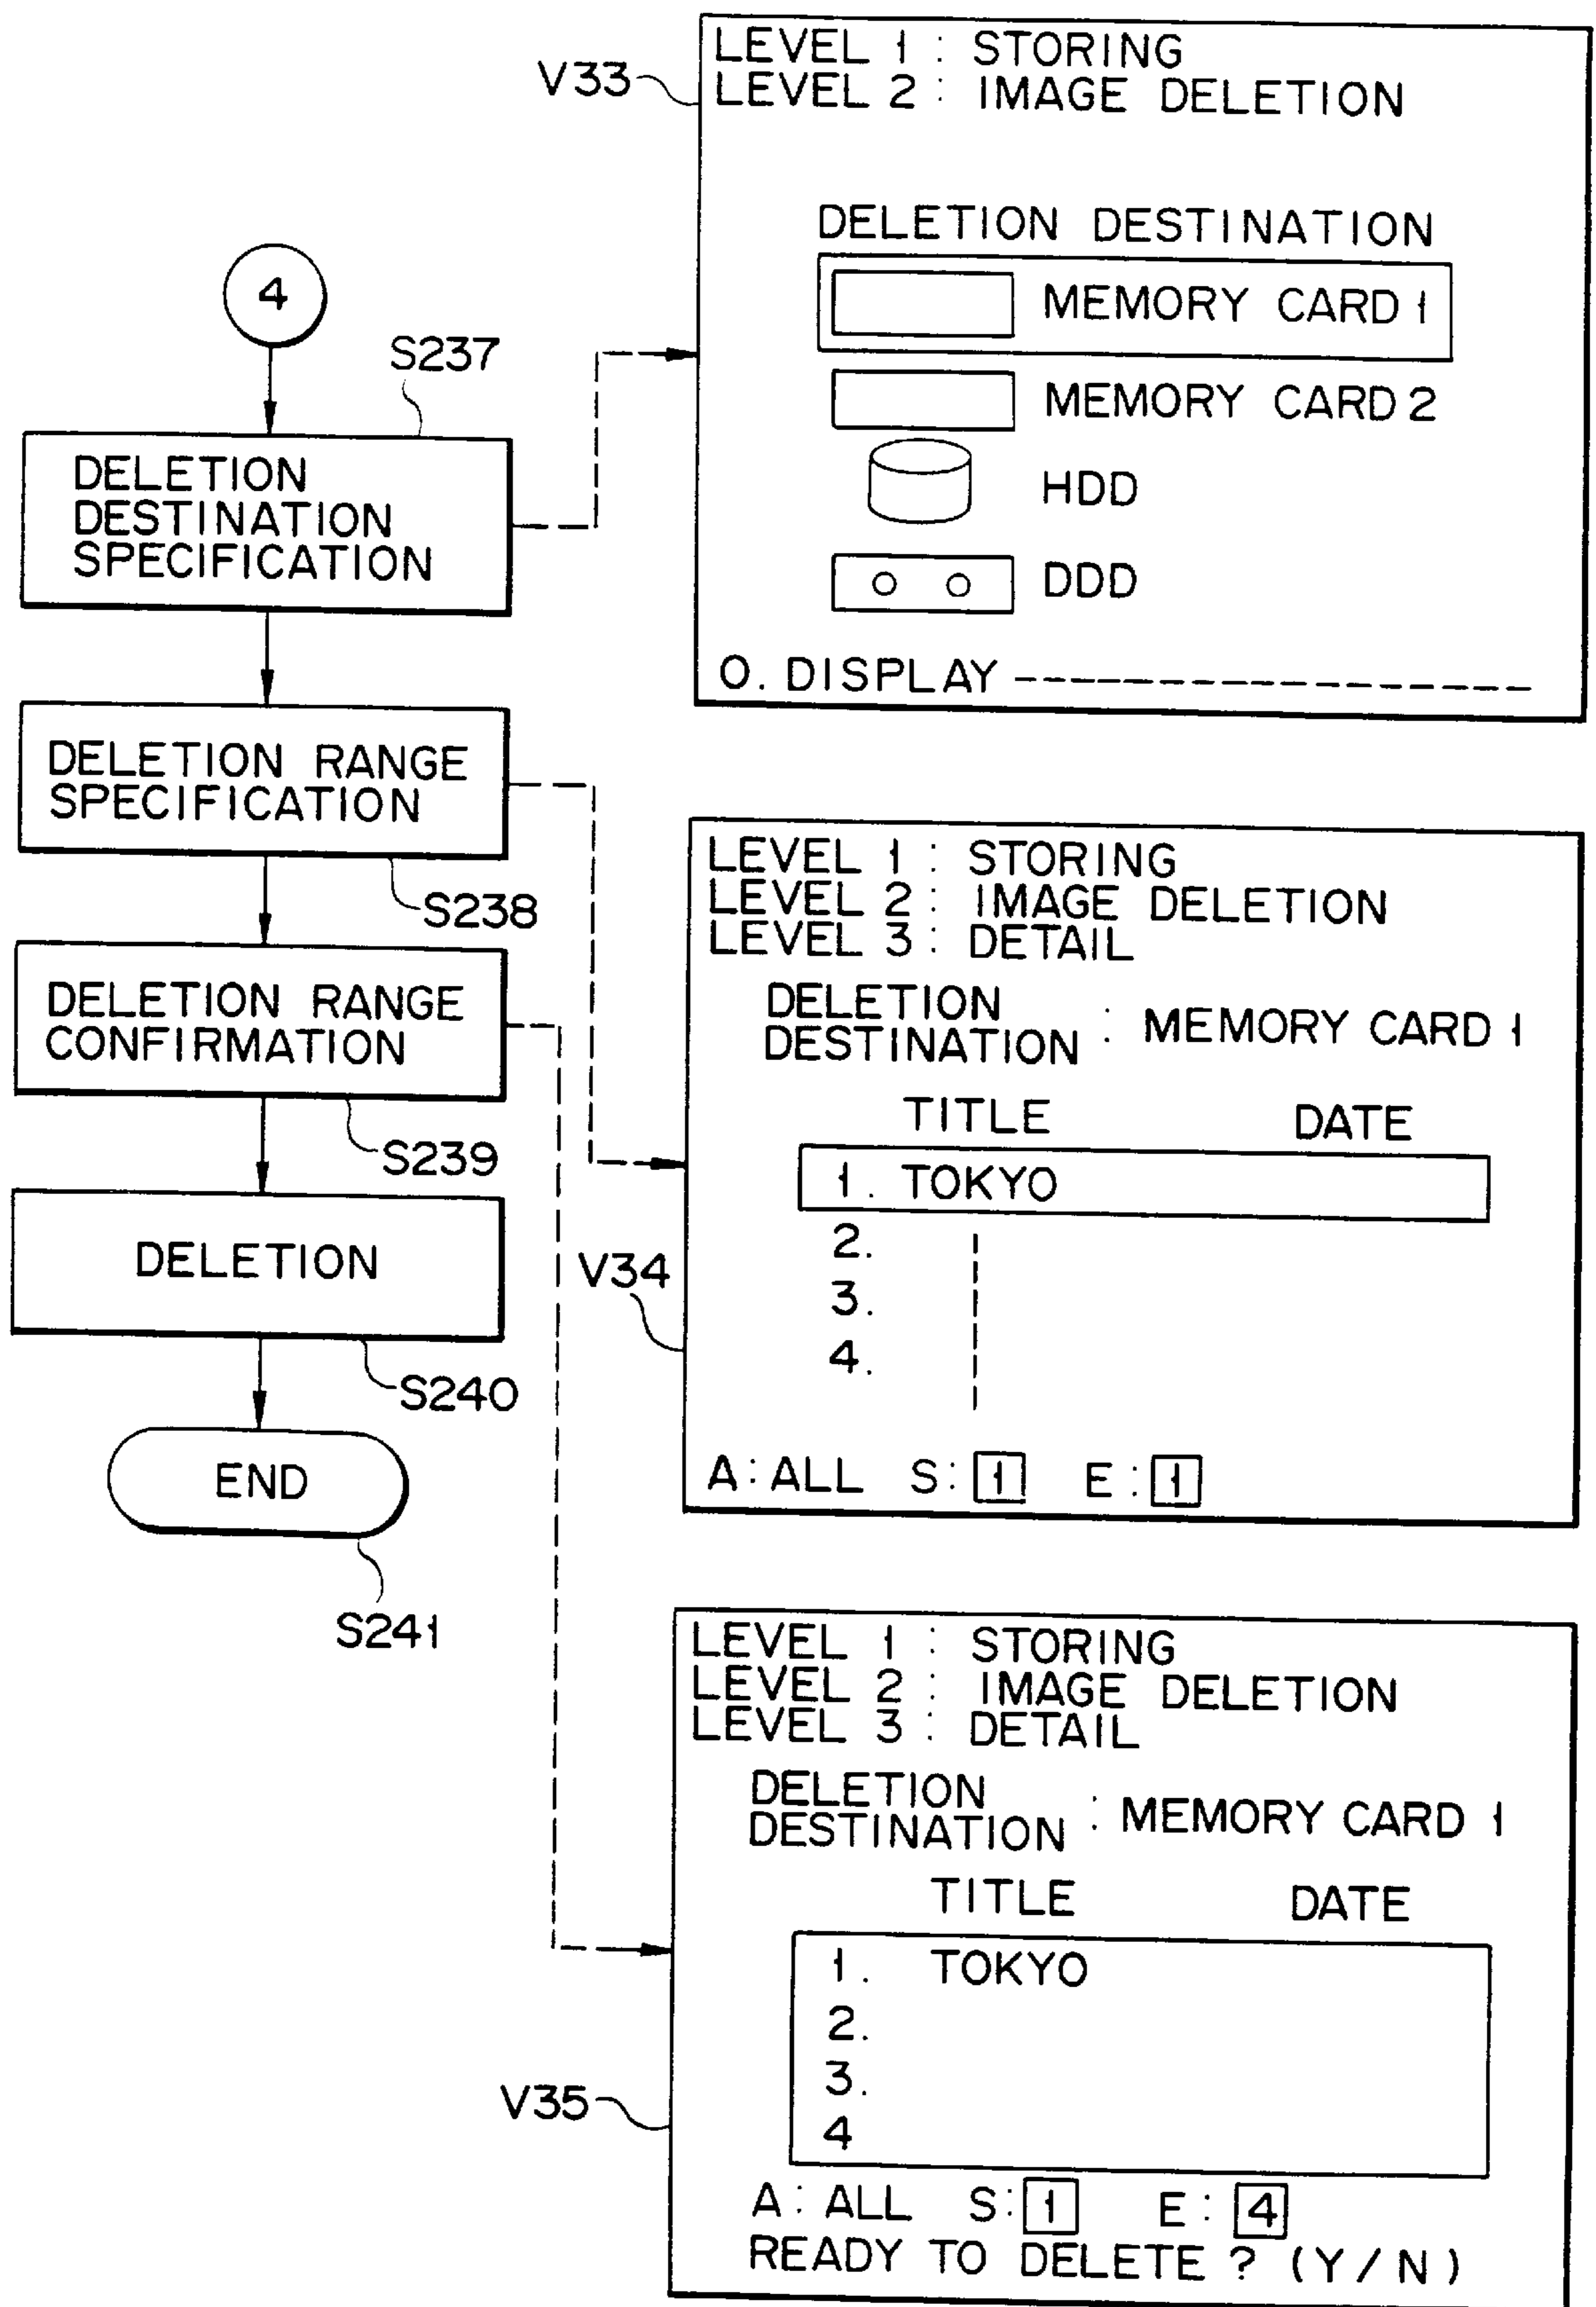 4
S237
DELETION
DESTINATION
SPECIFICATION
DELETION RANGE
SPECIFICATION
S238
DELETION RANGE
CONFIRMATION
S239
DELETION
S240
END
S241
V33
LEVEL 1 : STORING
LEVEL 2 : IMAGE DELETION
DELETION DESTINATION
MEMORY CARD 1
MEMORY CARD 2
HDD
DDD
O. DISPLAY
V34
LEVEL 1 : STORING
LEVEL 2 : IMAGE DELETION
LEVEL 3 : DETAIL
DELETION
DESTINATION : MEMORY CARD 1
TITLE DATE
1. TOKYO
2.
3.
4.
A : ALL S : 1 E : 1
V35
LEVEL 1 : STORING
LEVEL 2 : IMAGE DELETION
LEVEL 3 : DETAIL
DELETION
DESTINATION : MEMORY CARD 1
TITLE DATE
1. TOKYO
2.
3.
4
A : ALL S : 1 E : 4
READY TO DELETE ? (Y/N)